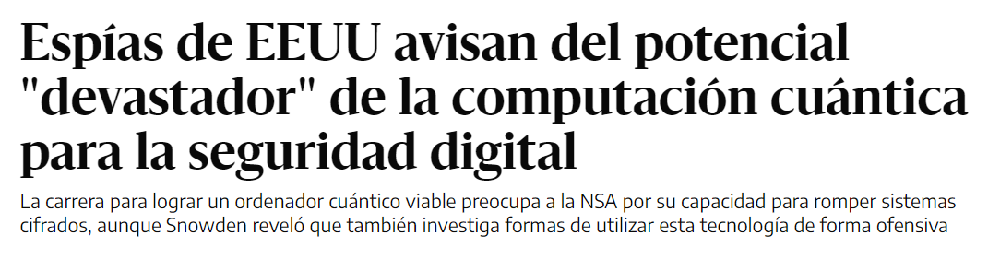 Espías de EEUU avisan del potencial
"devastador" de la computación cuántica
para la seguridad digital
La carrera para lograr un ordenador cuántico viable preocupa a la NSA por su capacidad para romper sistemas
cifrados, aunque Snowden reveló que también investiga formas de utilizar esta tecnología de forma ofensiva